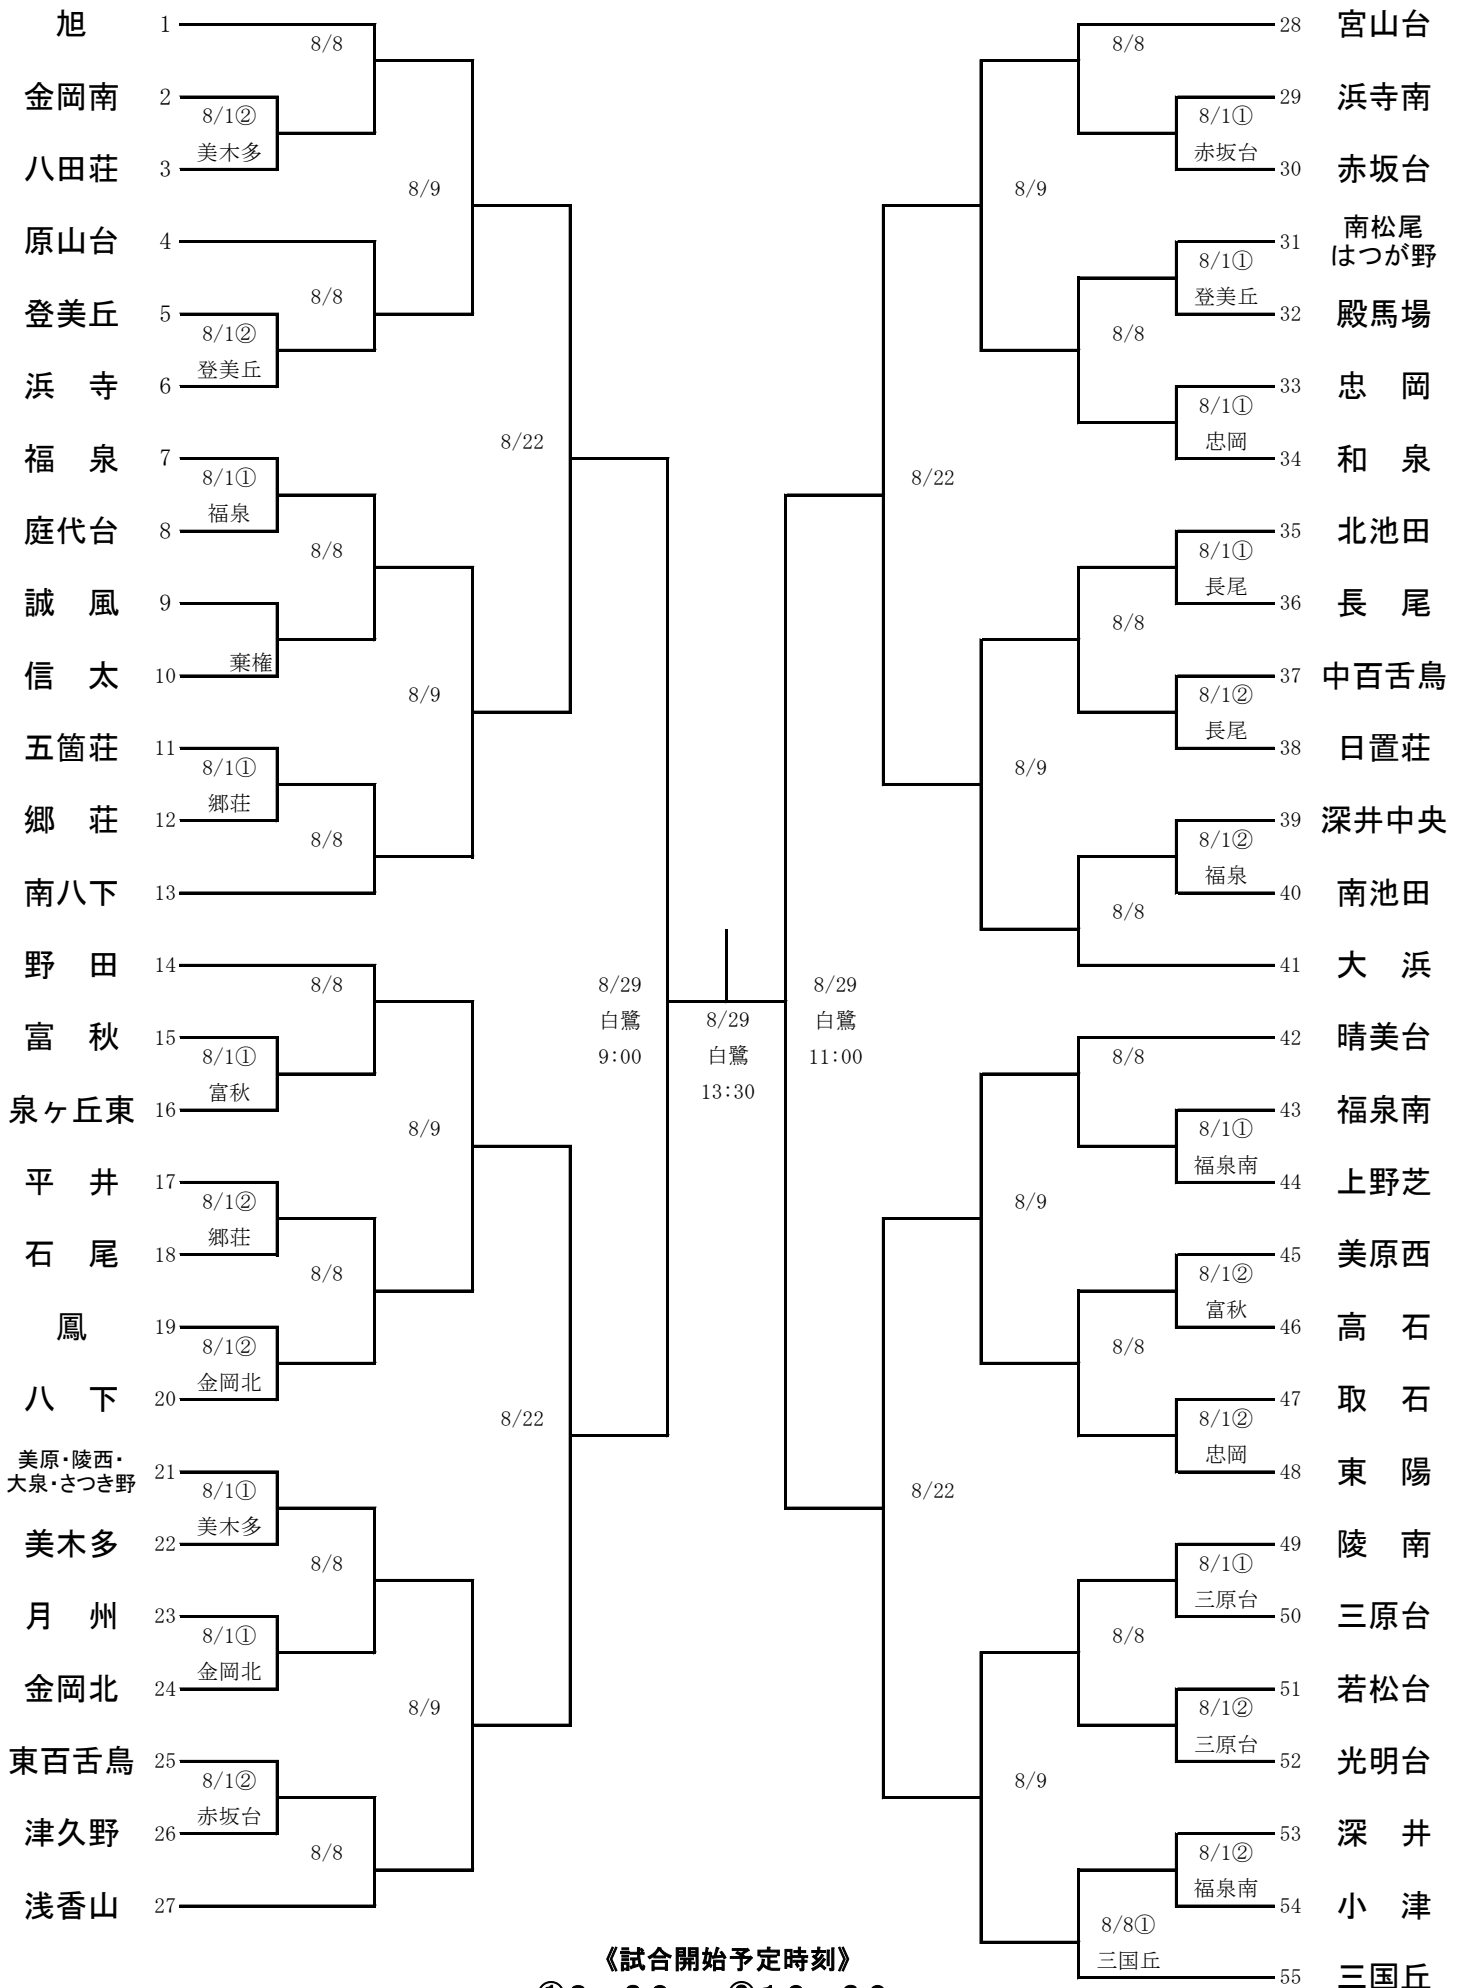 旭 1
8/8
金岡南 2
8/1②
美木多
八田荘 3
8/9
原山台 4
8/8
登美丘 5
8/1②
登美丘
浜 寺 6
8/22
福 泉 7
8/1①
福泉
庭代台 8
8/8
誠 風 9
棄権
信 太 10
8/9
五箇荘 11
8/1①
郷荘
郷 荘 12
8/8
南八下 13
野 田 14
8/8
富 秋 15
8/1①
富秋
泉ヶ丘東 16
8/9
平 井 17
8/1②
郷荘
石 尾 18
8/8
鳳 19
8/1②
金岡北
八 下 20
8/22
美原・陵西・
大泉・さつき野 21
8/1①
美木多
美木多 22
8/8
月 州 23
8/1①
金岡北
金岡北 24
8/9
東百舌鳥 25
8/1②
赤坂台
津久野 26
8/8
浅香山 27
8/29
白鷺
9:00
8/29
白鷺
13:30
8/29
白鷺
11:00
28 宮山台
8/8
29 浜寺南
8/1①
赤坂台
30 赤坂台
8/9
31 南松尾
はつが野
8/1①
登美丘
32 殿馬場
8/8
33 忠 岡
8/1①
忠岡
34 和 泉
8/22
35 北池田
8/1①
長尾
36 長 尾
8/8
37 中百舌鳥
8/1②
長尾
38 日置荘
8/9
39 深井中央
8/1②
福泉
40 南池田
8/8
41 大 浜
42 晴美台
8/8
43 福泉南
8/1①
福泉南
44 上野芝
8/9
45 美原西
8/1②
富秋
46 高 石
8/8
47 取 石
8/1②
忠岡
48 東 陽
8/22
49 陵 南
8/1①
三原台
50 三原台
8/8
51 若松台
8/1②
三原台
52 光明台
8/9
53 深 井
8/1②
福泉南
54 小 津
8/8①
三国丘
55 三国丘
《試合開始予定時刻》